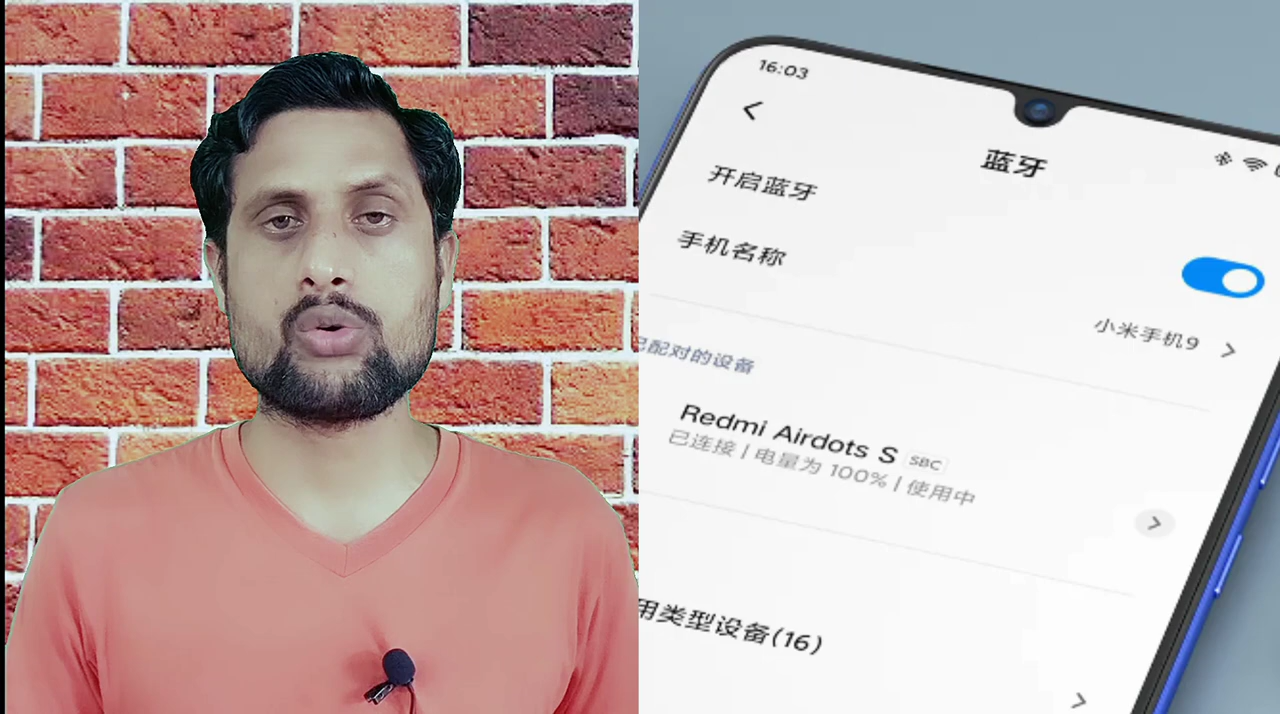 16:03
蓝牙
开启蓝牙
手机名称
小米手机9
配对的设备
Redmi Airdots S SBC
已连接 | 电量为 100% | 使用中
用类型设备(16)